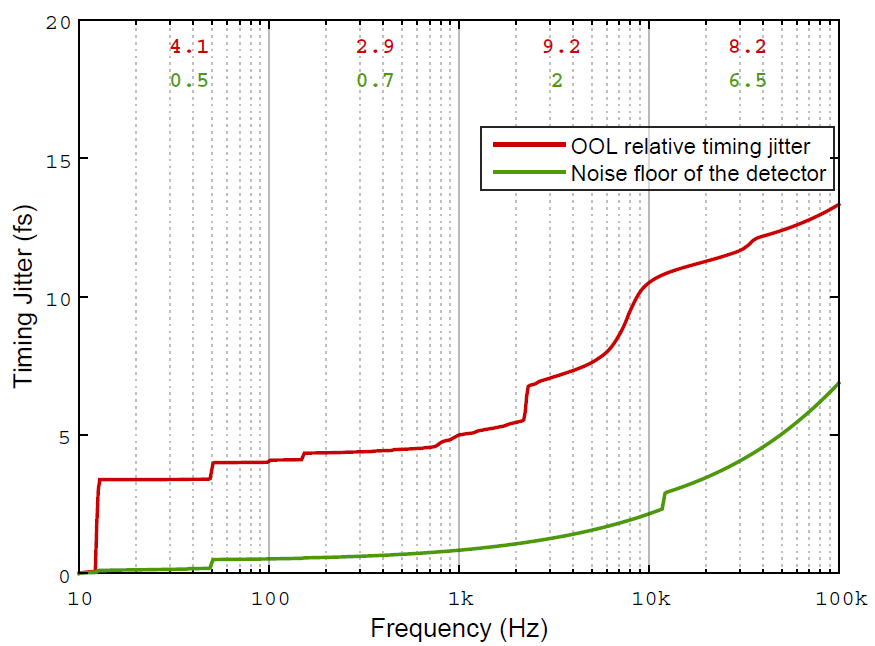 20
4.1 2.9 9.2 8.2
0.5 0.7 2 6.5
OOL relative timing jitter
Noise floor of the detector
15
10
5
0
Timing Jitter (fs)
10 100 1k 10k 100k
Frequency (Hz)